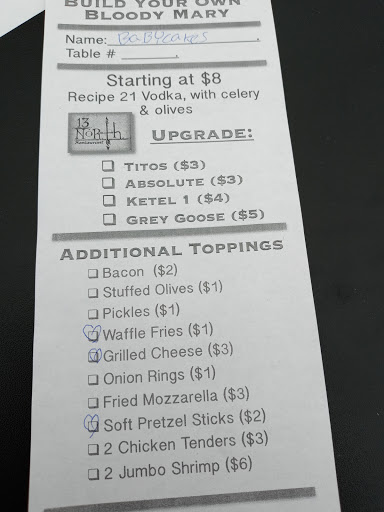 BUILD YOUR OWN
BLOODY MARY
Name: BaBYcakes
Table #
Starting at $8
Recipe 21 Vodka, with celery
& olives
13
North
Restaurant
UPGRADE:
TITOS ($3)
ABSOLUTE ($3)
KETEL 1 ($4)
GREY GOOSE ($5)
ADDITIONAL TOPPINGS
Bacon ($2)
Stuffed Olives ($1)
Pickles ($1)
Waffle Fries ($1)
Grilled Cheese ($3)
Onion Rings ($1)
Fried Mozzarella ($3)
Soft Pretzel Sticks ($2)
2 Chicken Tenders ($3)
2 Jumbo Shrimp ($6)